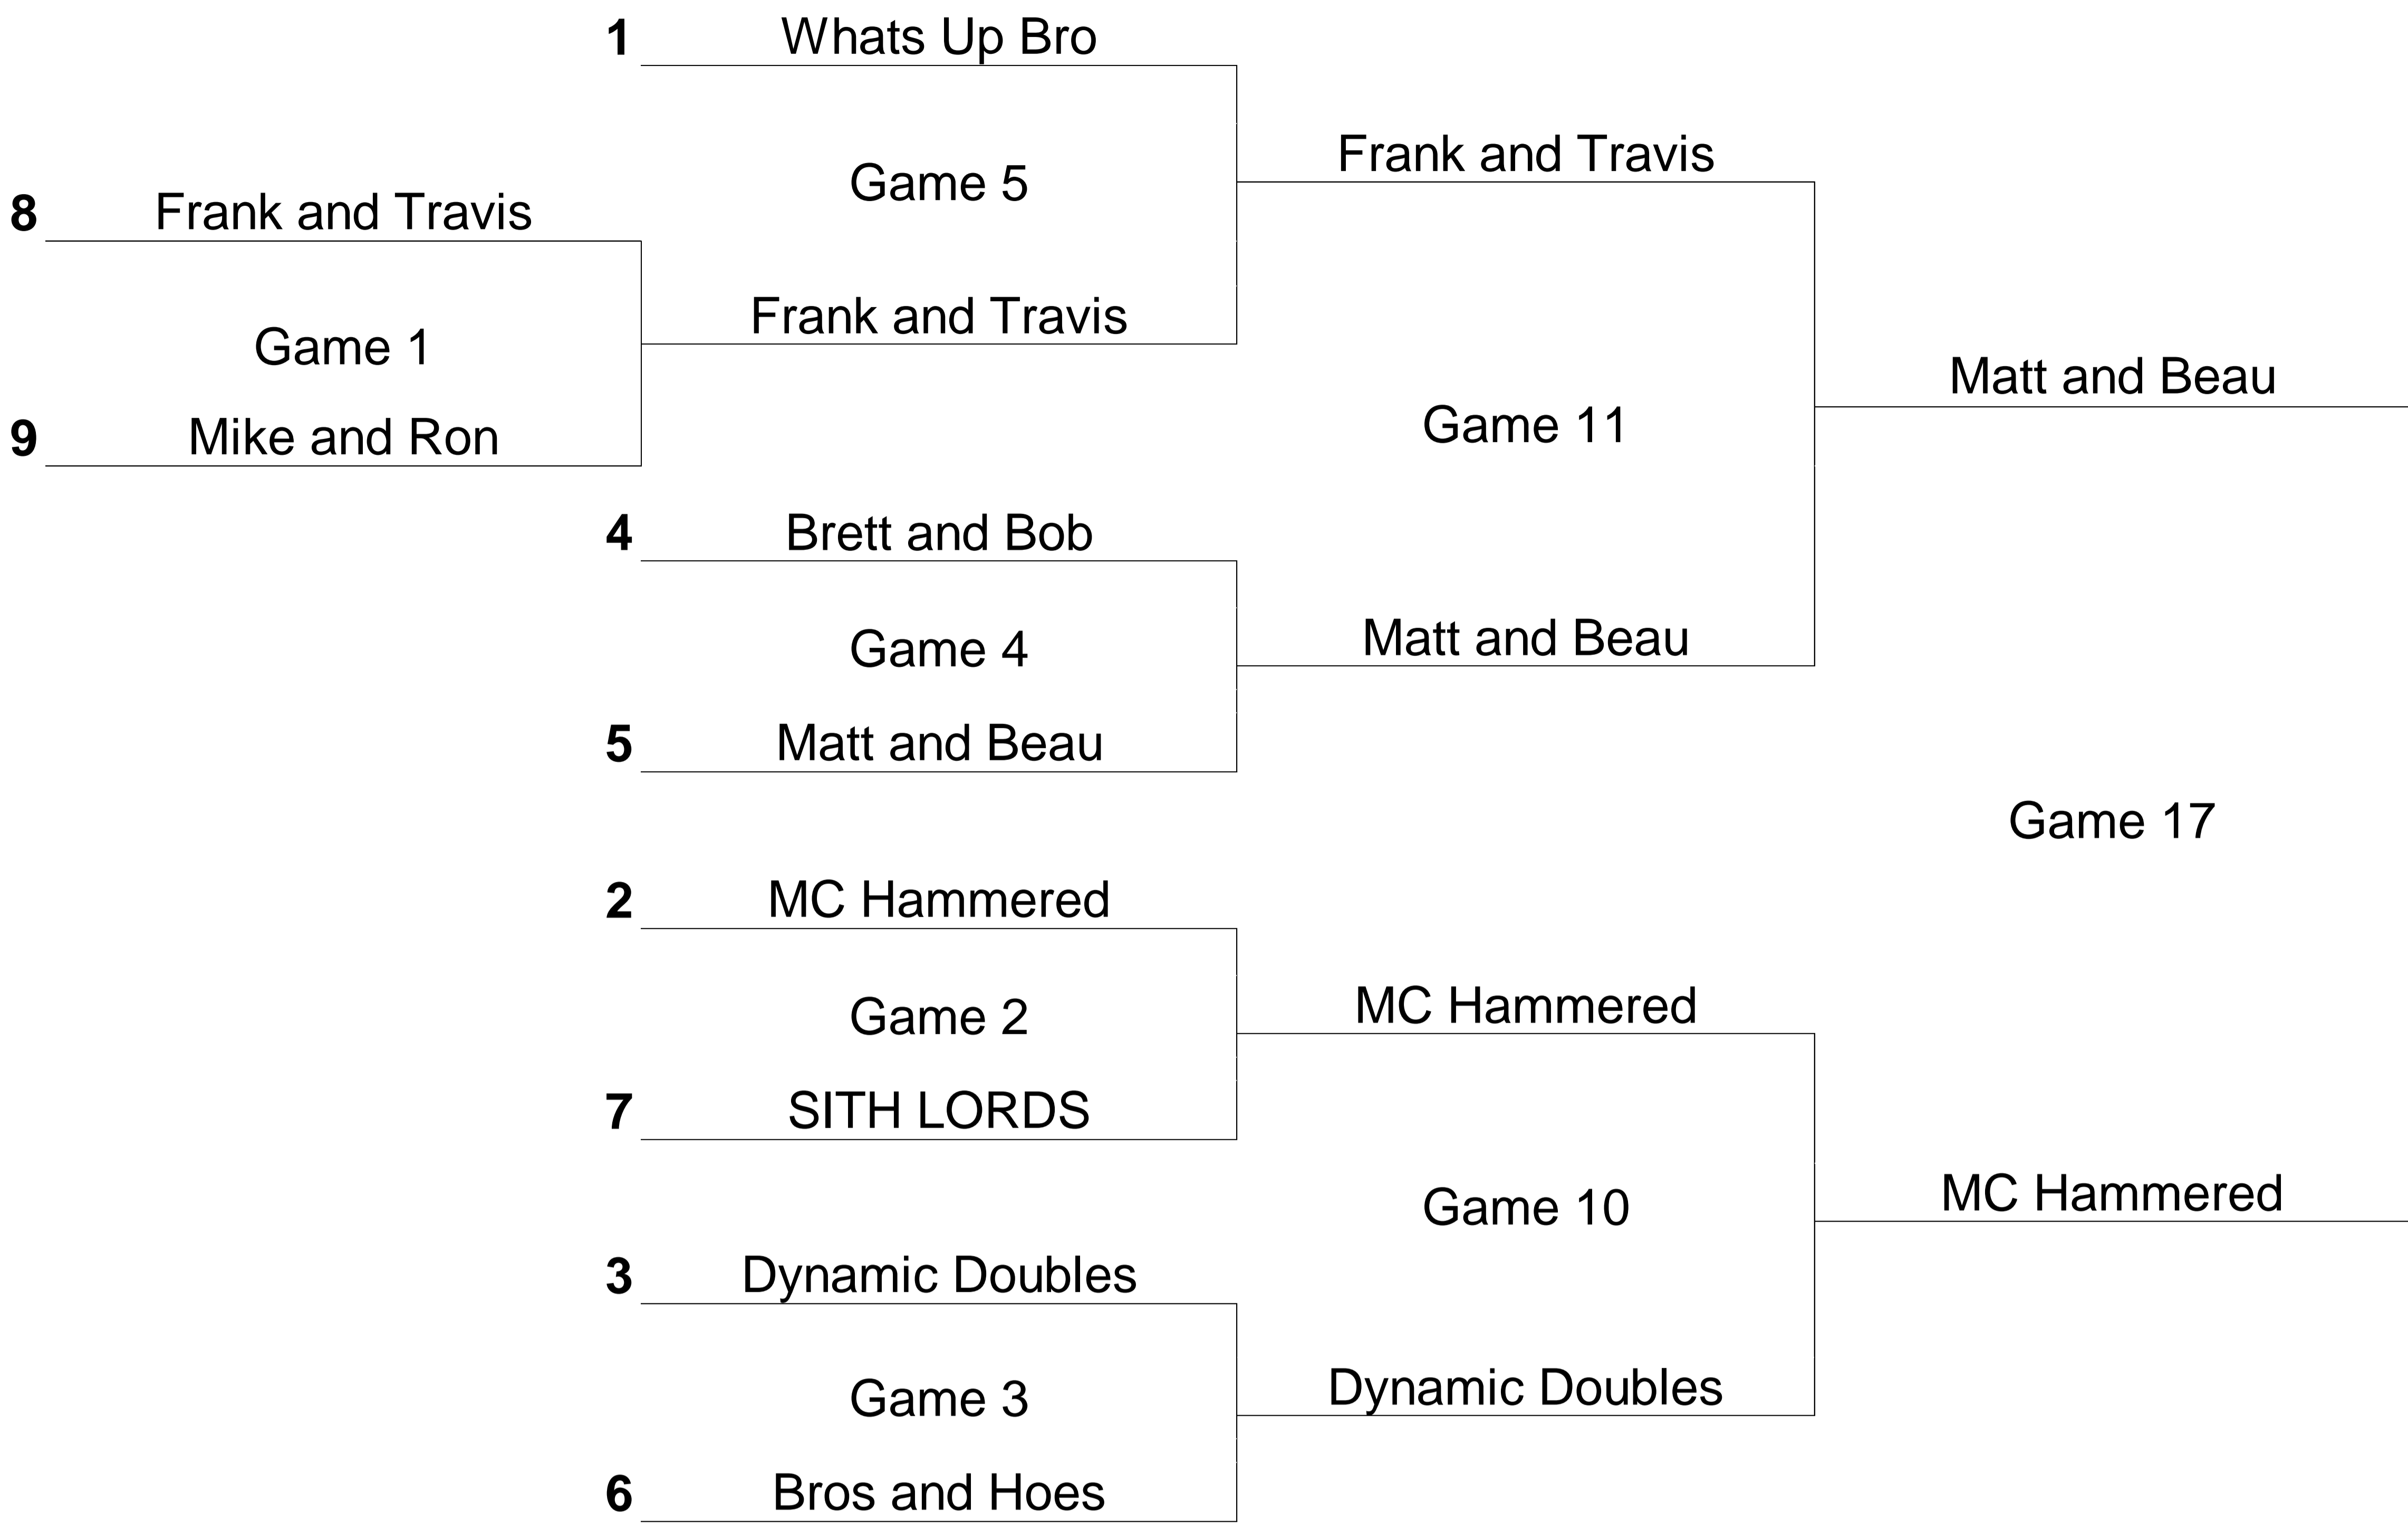 1 Whats Up Bro
Game 5
Frank and Travis
8 Frank and Travis
Frank and Travis
Game 1
Matt and Beau
9 Mike and Ron
Game 11
4 Brett and Bob
Game 4
Matt and Beau
5 Matt and Beau
Game 17
2 MC Hammered
Game 2
MC Hammered
7 SITH LORDS
Game 10
MC Hammered
3 Dynamic Doubles
Game 3
Dynamic Doubles
6 Bros and Hoes